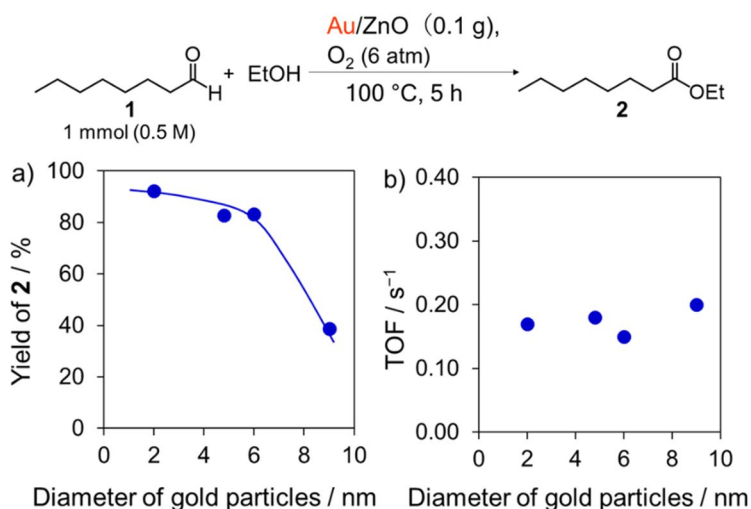 Au/ZnO（0.1 g),
O₂ (6 atm)
100 °C, 5 h
O
H
1
1 mmol (0.5 M)
+ EtOH
O
OEt
2
a)
Yield of 2 / %
100
80
60
40
20
0
0 2 4 6 8 10
Diameter of gold particles / nm
b)
TOF / s⁻¹
0.40
0.30
0.20
0.10
0.00
0 2 4 6 8 10
Diameter of gold particles / nm